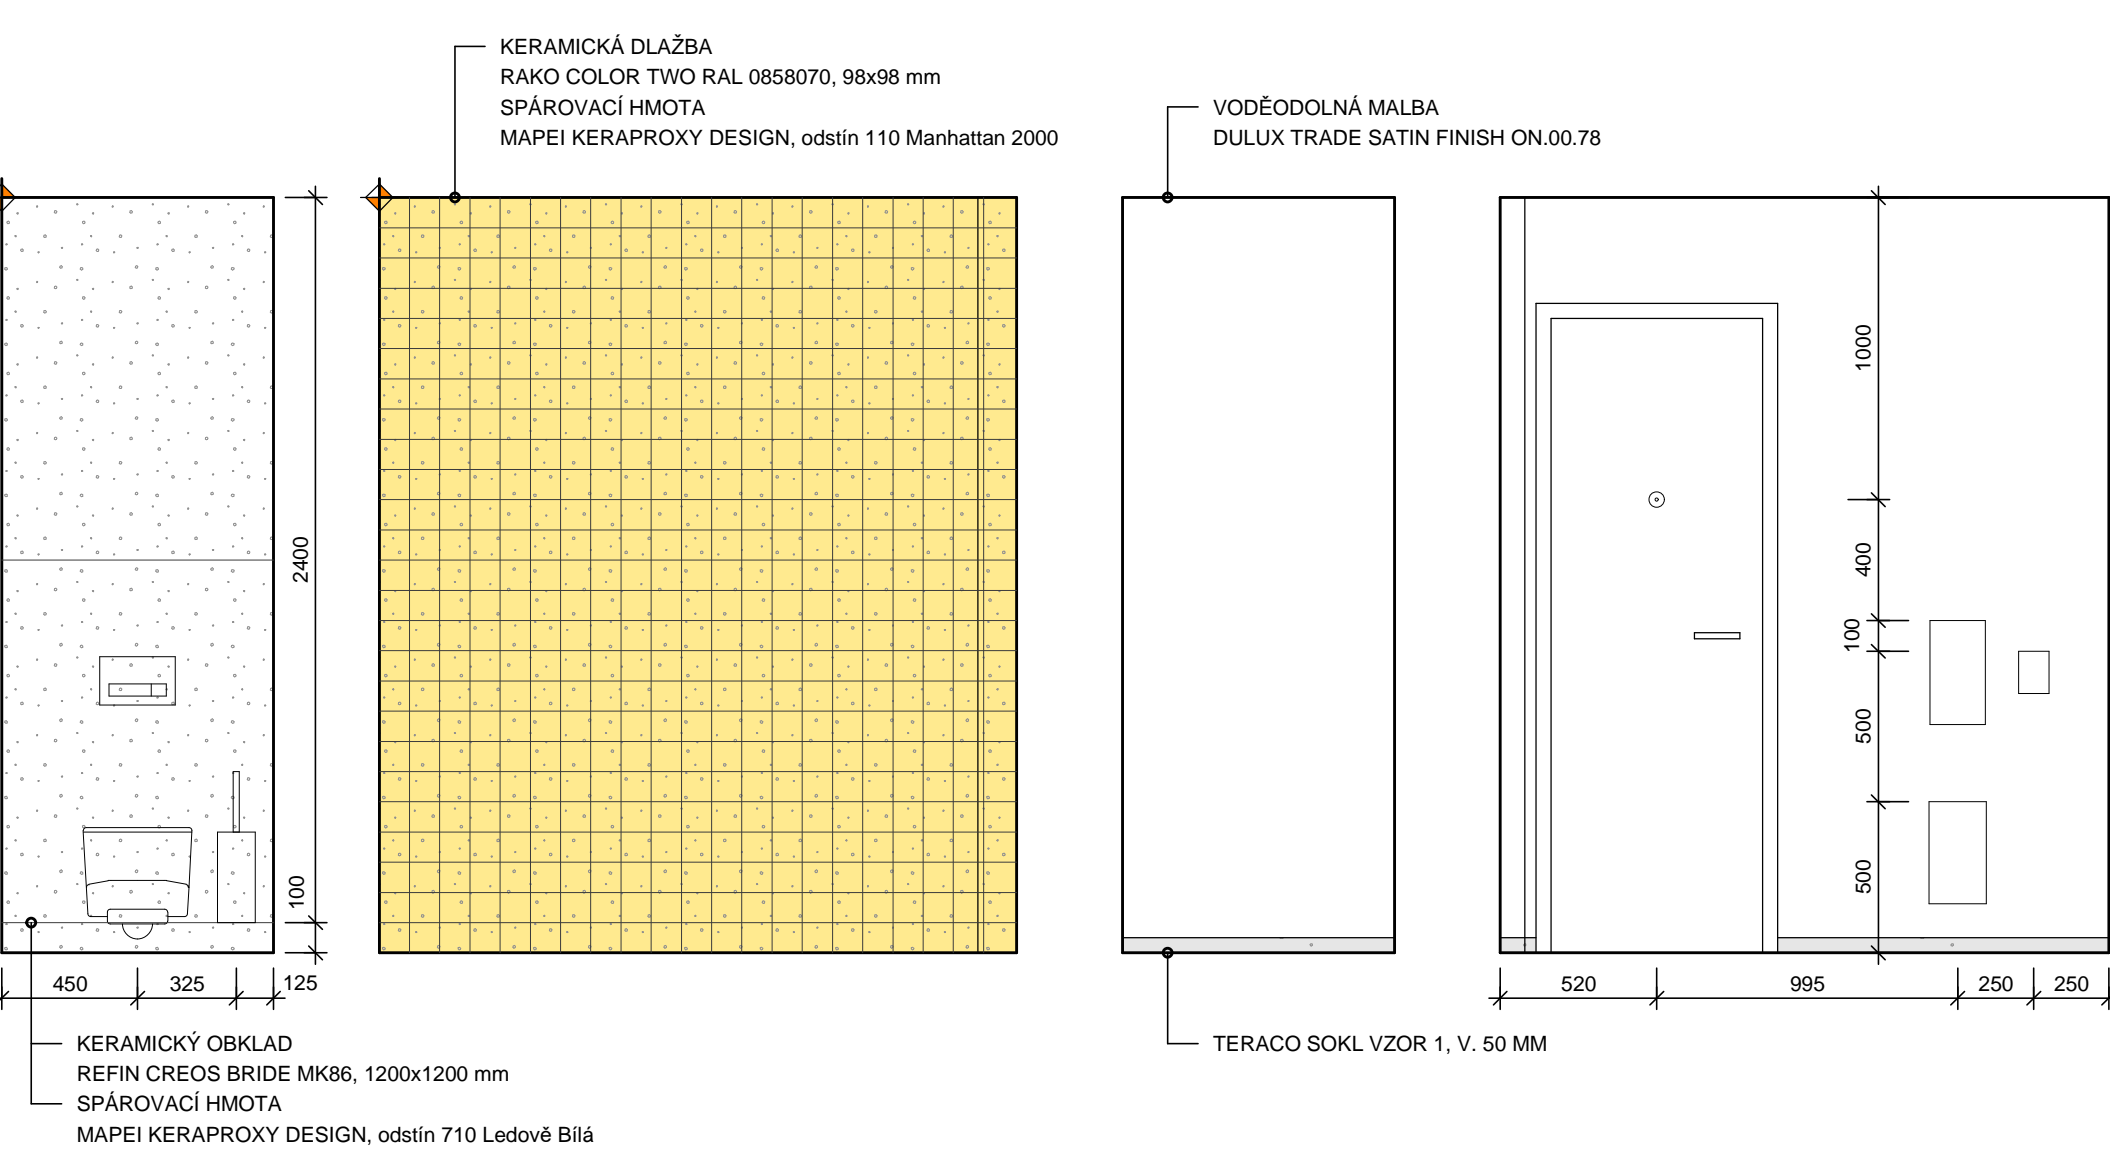 KERAMICKÁ DLAŽBA
RAKO COLOR TWO RAL 0858070, 98x98 mm
SPÁROVACÍ HMOTA
MAPEI KERAPROXY DESIGN, odstín 110 Manhattan 2000
VODĚODOLNÁ MALBA
DULUX TRADE SATIN FINISH ON.00.78
2400
100
450
325
125
1000
400
100
500
500
520
995
250
250
KERAMICKÝ OBKLAD
REFIN CREOS BRIDE MK86, 1200x1200 mm
SPÁROVACÍ HMOTA
MAPEI KERAPROXY DESIGN, odstín 710 Ledově Bílá
TERACO SOKL VZOR 1, V. 50 MM